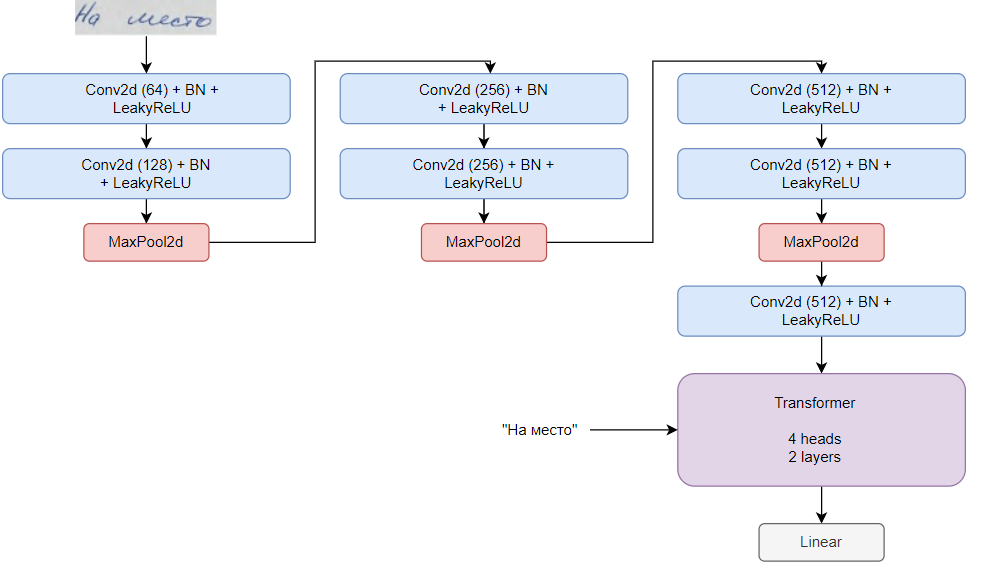 На место
Conv2d (64) + BN +
LeakyReLU
Conv2d (128) + BN
+ LeakyReLU
MaxPool2d
Conv2d (256) + BN
+ LeakyReLU
Conv2d (256) + BN +
LeakyReLU
MaxPool2d
Conv2d (512) + BN +
LeakyReLU
Conv2d (512) + BN +
LeakyReLU
MaxPool2d
Conv2d (512) + BN +
LeakyReLU
Transformer
4 heads
2 layers
"На место"
Linear